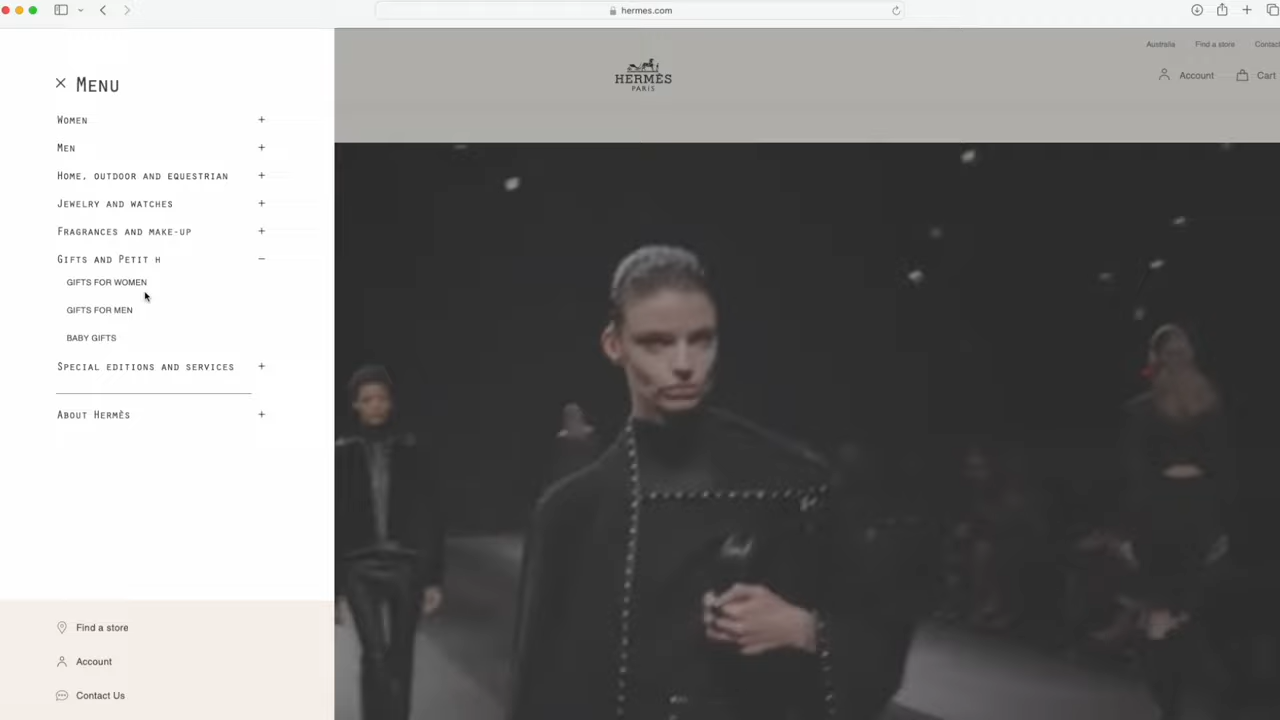 hermes.com
Australia Find a store Contact
HERMÈS
PARIS
Account Cart
MENU
WOMEN +
MEN +
HOME, OUTDOOR AND EQUESTRIAN +
JEWELRY AND WATCHES +
FRAGRANCES AND MAKE-UP +
GIFTS AND PETIT H −
GIFTS FOR WOMEN
GIFTS FOR MEN
BABY GIFTS
SPECIAL EDITIONS AND SERVICES +
ABOUT HERMÈS +
Find a store
Account
Contact Us